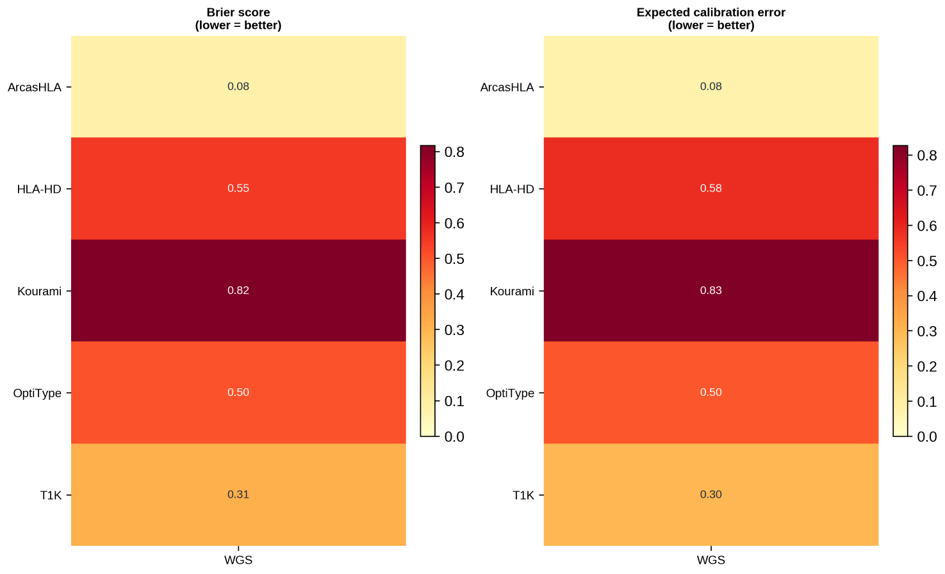 Brier score
(lower = better)
ArcasHLA
HLA-HD
Kourami
OptiType
T1K
0.08
0.55
0.82
0.50
0.31
WGS
0.8
0.7
0.6
0.5
0.4
0.3
0.2
0.1
0.0
Expected calibration error
(lower = better)
ArcasHLA
HLA-HD
Kourami
OptiType
T1K
0.08
0.58
0.83
0.50
0.30
WGS
0.8
0.7
0.6
0.5
0.4
0.3
0.2
0.1
0.0